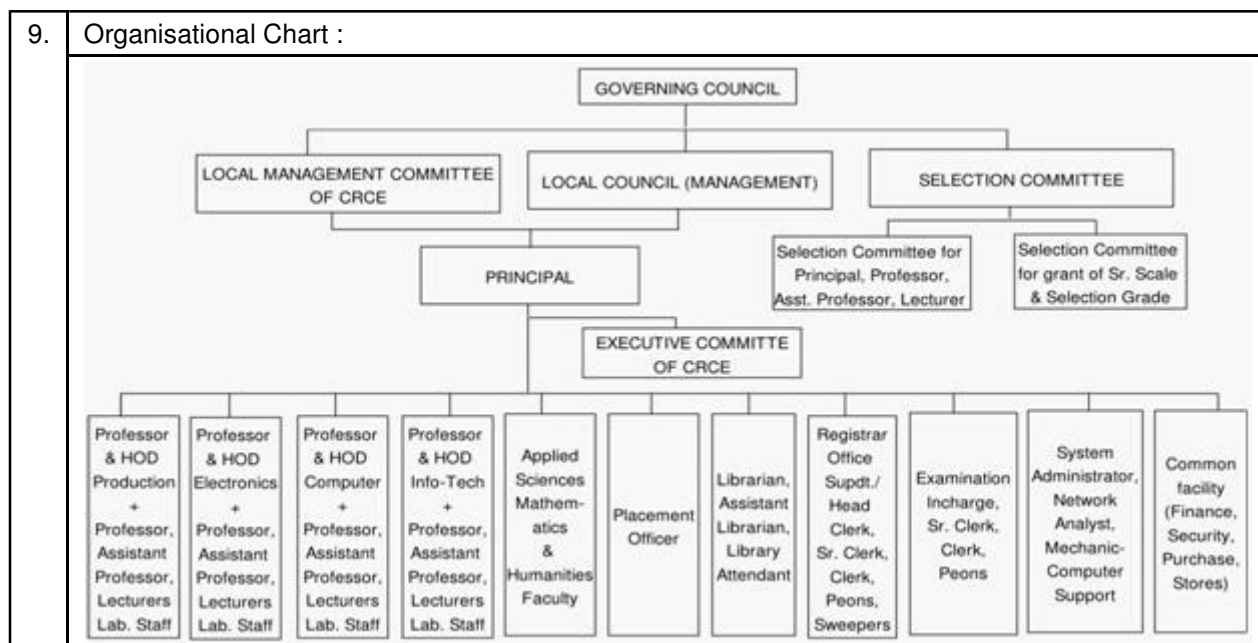 9.
Organisational Chart :
GOVERNING COUNCIL
LOCAL MANAGEMENT COMMITTEE
OF CRCE
LOCAL COUNCIL (MANAGEMENT)
SELECTION COMMITTEE
Selection Committee for
Principal, Professor,
Asst. Professor, Lecturer
Selection Committee
for grant of Sr. Scale
& Selection Grade
PRINCIPAL
EXECUTIVE COMMITTE
OF CRCE
Professor
& HOD
Production
+
Professor,
Assistant
Professor,
Lecturers
Lab. Staff
Professor
& HOD
Electronics
+
Professor,
Assistant
Professor,
Lecturers
Lab. Staff
Professor
& HOD
Computer
+
Professor,
Assistant
Professor,
Lecturers
Lab. Staff
Professor
& HOD
Info-Tech
+
Professor,
Assistant
Professor,
Lecturers
Lab. Staff
Applied
Sciences
Mathem-
atics
&
Humanities
Faculty
Placement
Officer
Librarian,
Assistant
Librarian,
Library
Attendant
Registrar
Office
Supdt./
Head
Clerk,
Sr. Clerk,
Clerk,
Peons,
Sweepers
Examination
Incharge,
Sr. Clerk,
Clerk,
Peons
System
Administrator,
Network
Analyst,
Mechanic-
Computer
Support
Common
facility
(Finance,
Security,
Purchase,
Stores)